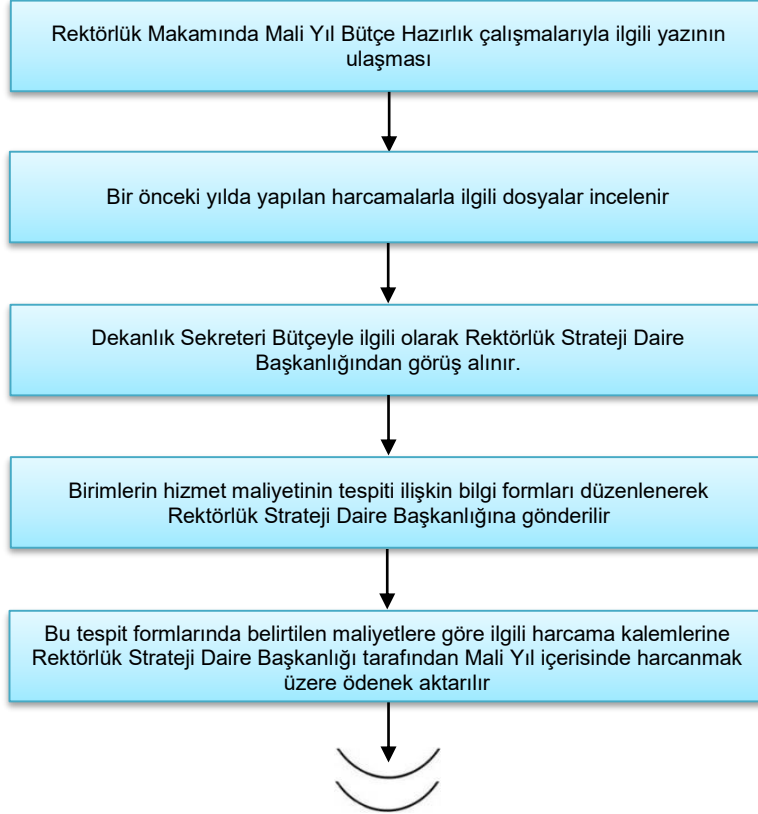 Rektörlük Makamında Mali Yıl Bütçe Hazırlık çalışmalarıyla ilgili yazının
ulaşması
Bir önceki yılda yapılan harcamalarla ilgili dosyalar incelenir
Dekanlık Sekreteri Bütçeyle ilgili olarak Rektörlük Strateji Daire
Başkanlığından görüş alınır.
Birimlerin hizmet maliyetinin tespiti ilişkin bilgi formları düzenlenerek
Rektörlük Strateji Daire Başkanlığına gönderilir
Bu tespit formlarında belirtilen maliyetlere göre ilgili harcama kalemlerine
Rektörlük Strateji Daire Başkanlığı tarafından Mali Yıl içerisinde harcanmak
üzere ödenek aktarılır